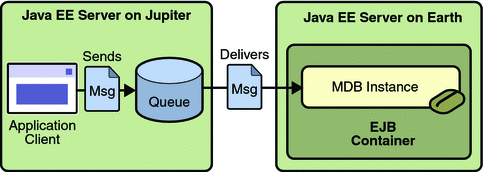 Java EE Server on Jupiter
Sends
Msg
Queue
Application
Client
Delivers
Msg
Java EE Server on Earth
MDB Instance
EJB
Container